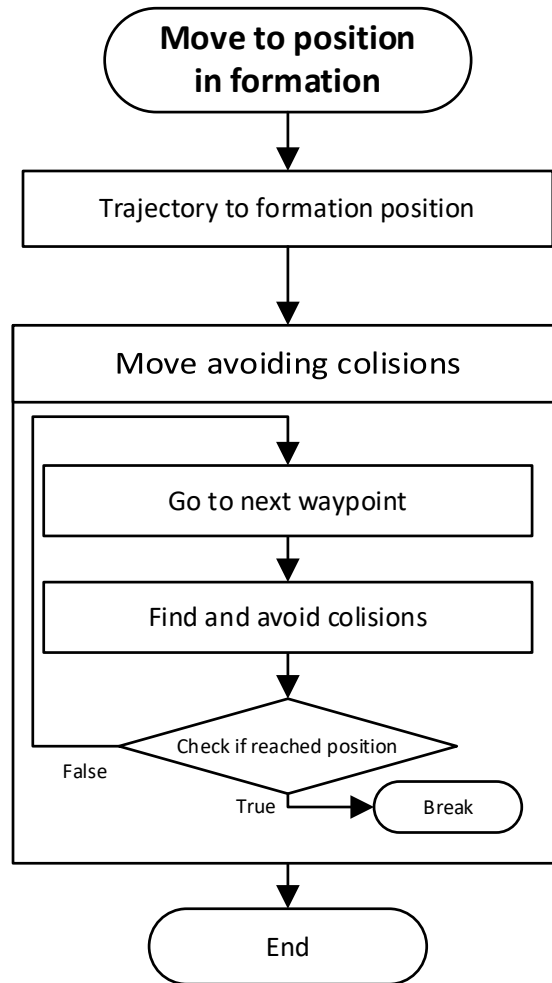 Move to position
in formation
Trajectory to formation position
Move avoiding colisions
Go to next waypoint
Find and avoid colisions
Check if reached position
False
True
Break
End